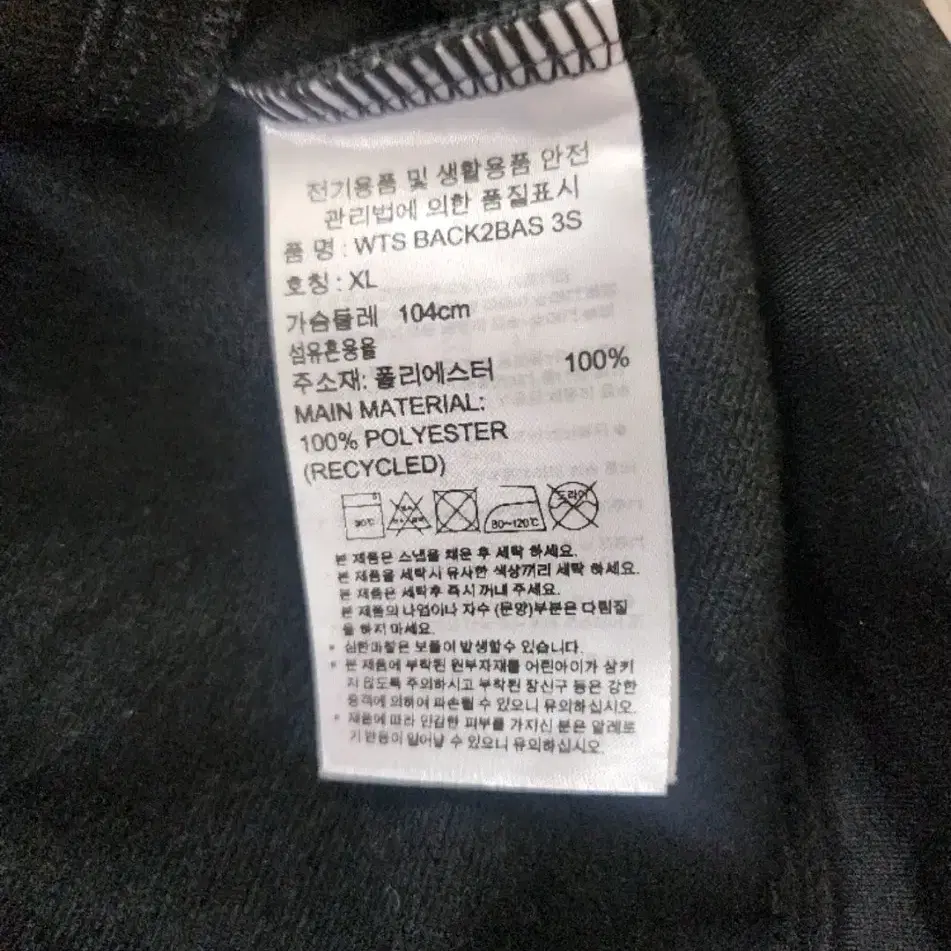 전기용품 및 생활용품 안전
관리법에 의한 품질표시
품 명 : WTS BACK2BAS 3S
호칭 : XL
가슴둘레 104cm
섬유혼용율
주소재: 폴리에스터 100%
MAIN MATERIAL:
100% POLYESTER
(RECYCLED)
80~120℃ 드라이
본 제품은 스냅을 채운 후 세탁 하세요.
본 제품을 세탁시 유사한 색상끼리 세탁 하세요.
본 제품은 세탁후 즉시 꺼내 주세요.
본 제품의 나염이나 자수 (문양)부분은 다림질
을 하지 마세요.
* 심한마찰은 보풀이 발생할수 있습니다.
* 본 제품에 부착된 원부자재를 어린아이가 삼키
지 않도록 주의하시고 부착된 장신구 등은 강한
충격에 의하여 파손될 수 있으니 유의하십시오.
* 제품에 따라 민감한 피부를 가지신 분은 알레르
기 반응이 일어날 수 있으니 유의하십시오.